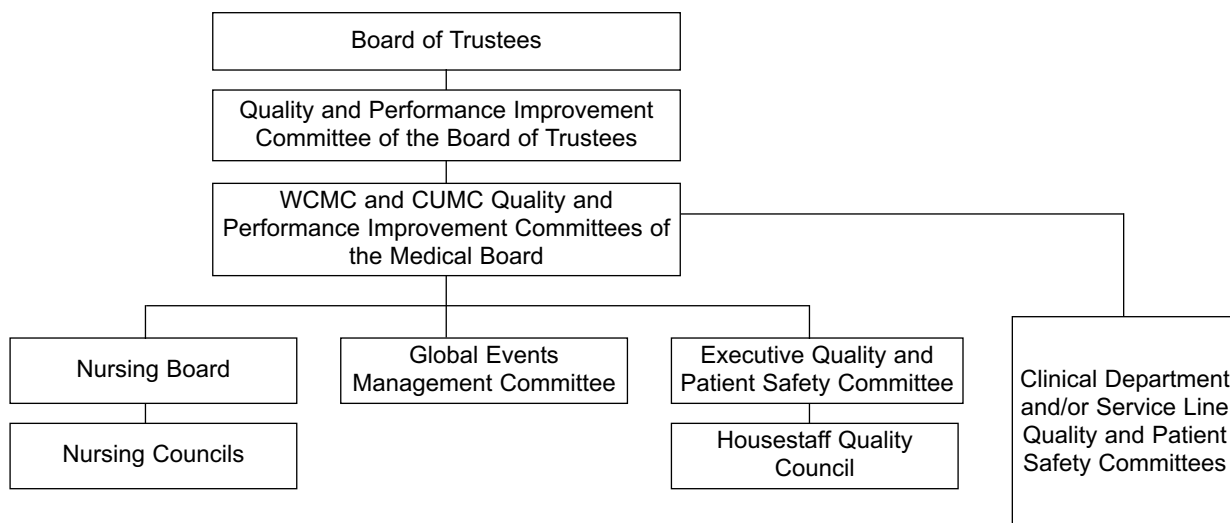 Board of Trustees
Quality and Performance Improvement
Committee of the Board of Trustees
WCMC and CUMC Quality and
Performance Improvement Committees of
the Medical Board
Nursing Board
Global Events
Management Committee
Executive Quality and
Patient Safety Committee
Clinical Department
and/or Service Line
Quality and Patient
Safety Committees
Nursing Councils
Housestaff Quality
Council